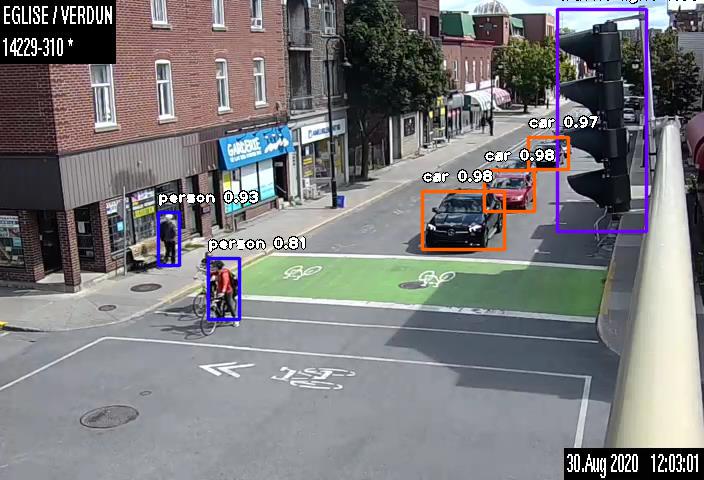 EGLISE / VERDUN
14229-310 *
car 0.97
car 0.98
car 0.98
person 0.93
person 0.81
GARDERIE
30.Aug 2020 12:03:01